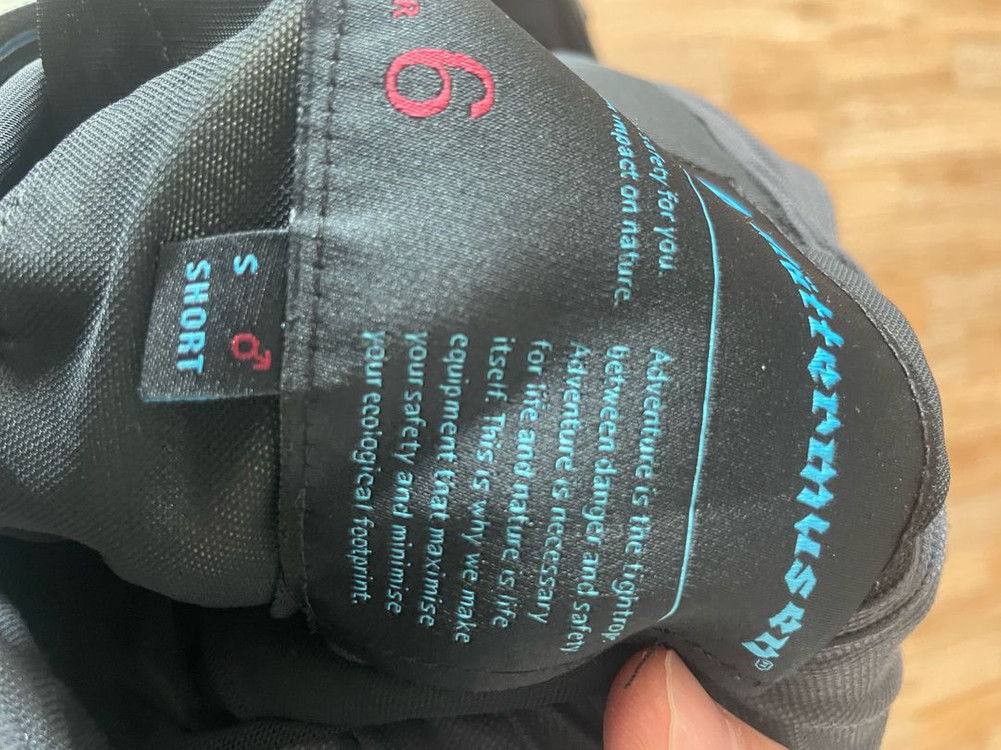 Klättermusen®
safety for you.
impact on nature.
Adventure is the
between danger and safety
Adventure is necessary
for life and nature is life
itself. This is why we make
equipment that maximise
your safety and minimise
your ecological footprint.
R 6
S ♂
SHORT